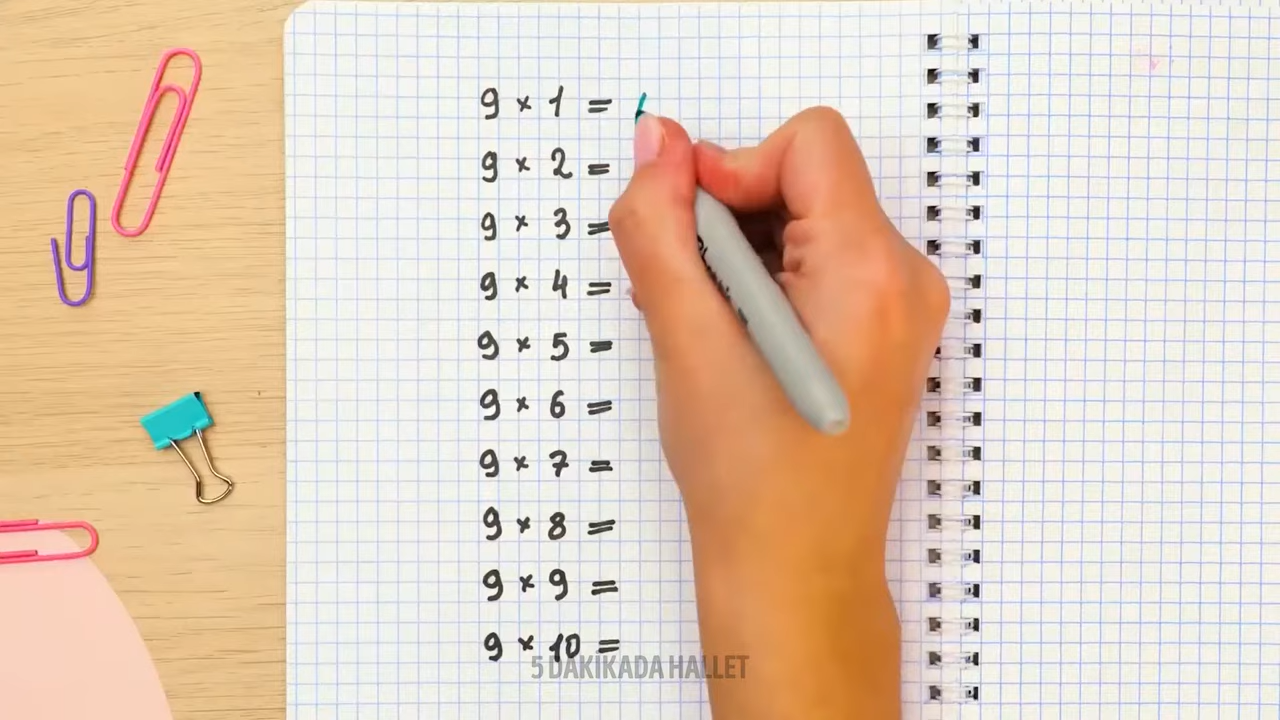 9 × 1 =
9 × 2 =
9 × 3 =
9 × 4 =
9 × 5 =
9 × 6 =
9 × 7 =
9 × 8 =
9 × 9 =
9 × 10 =
5 DAKIKADA HALLET